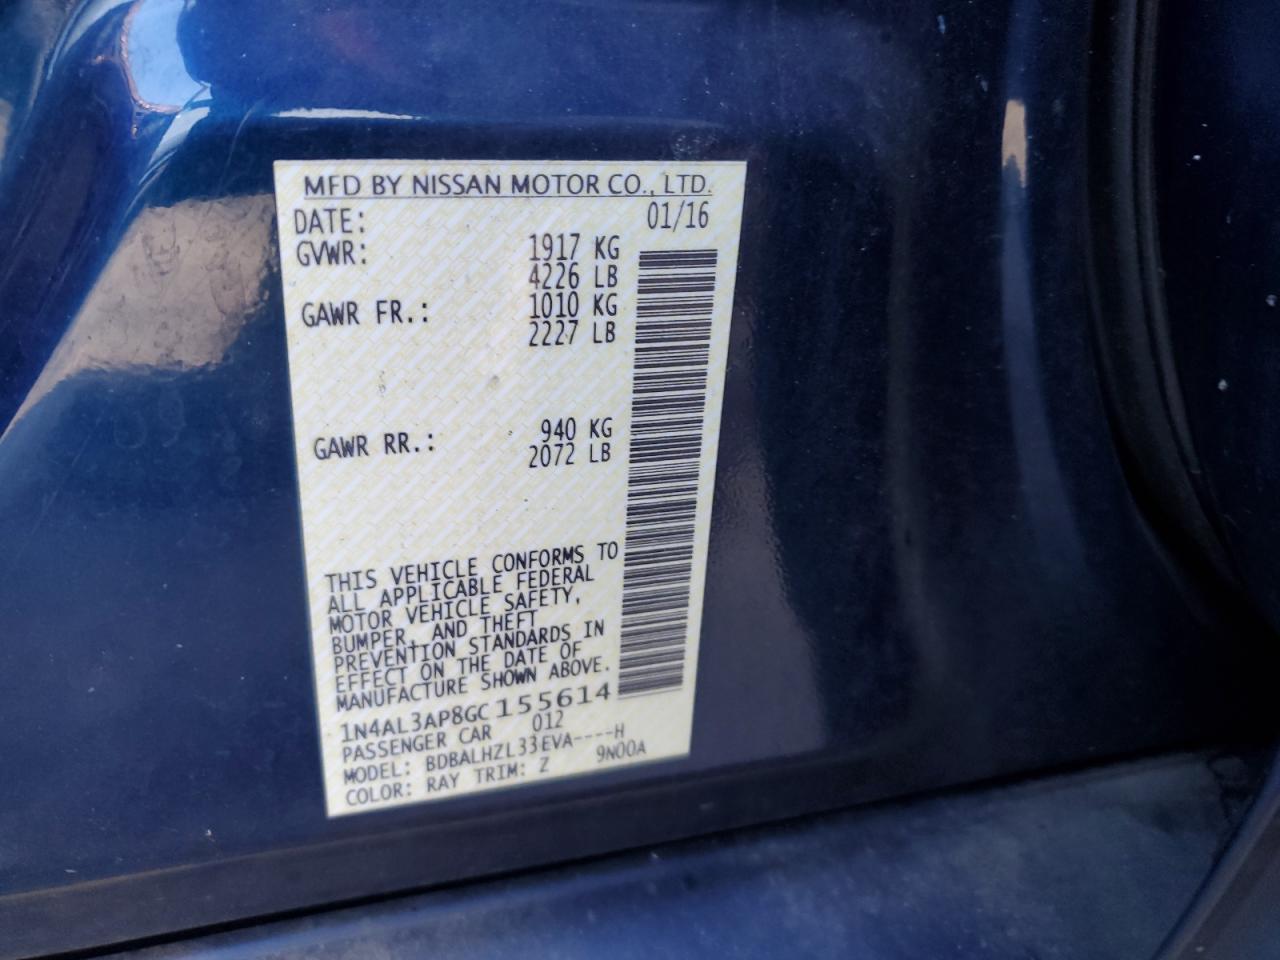 MFD BY NISSAN MOTOR CO., LTD.
DATE: 01/16
GVWR: 1917 KG
4226 LB
GAWR FR.: 1010 KG
2227 LB
GAWR RR.: 940 KG
2072 LB
THIS VEHICLE CONFORMS TO
ALL APPLICABLE FEDERAL
MOTOR VEHICLE SAFETY,
BUMPER, AND THEFT
PREVENTION STANDARDS IN
EFFECT ON THE DATE OF
MANUFACTURE SHOWN ABOVE.
1N4AL3AP8GC155614
PASSENGER CAR 012
MODEL: BDBALHZL33EVA----H
COLOR: RAY TRIM: Z 9N00A